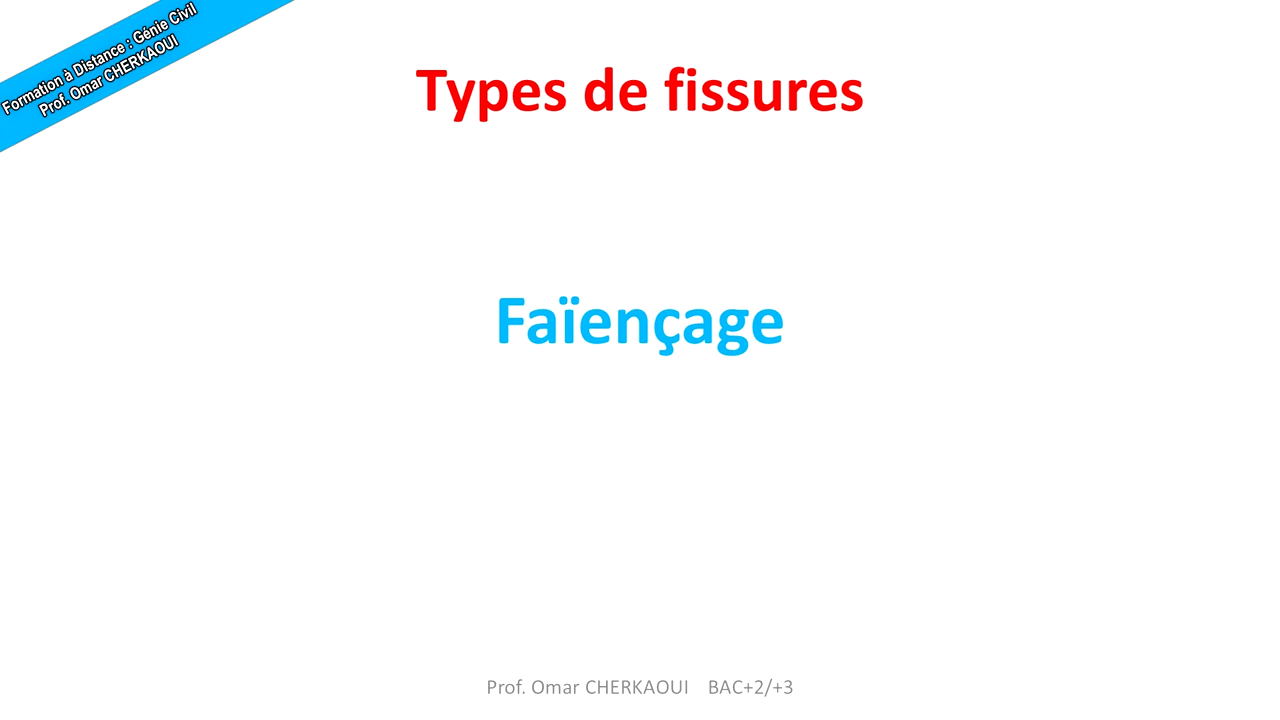 Formation à Distance : Génie Civil
Prof. Omar CHERKAOUI
Types de fissures
Faïençage
Prof. Omar CHERKAOUI BAC+2/+3